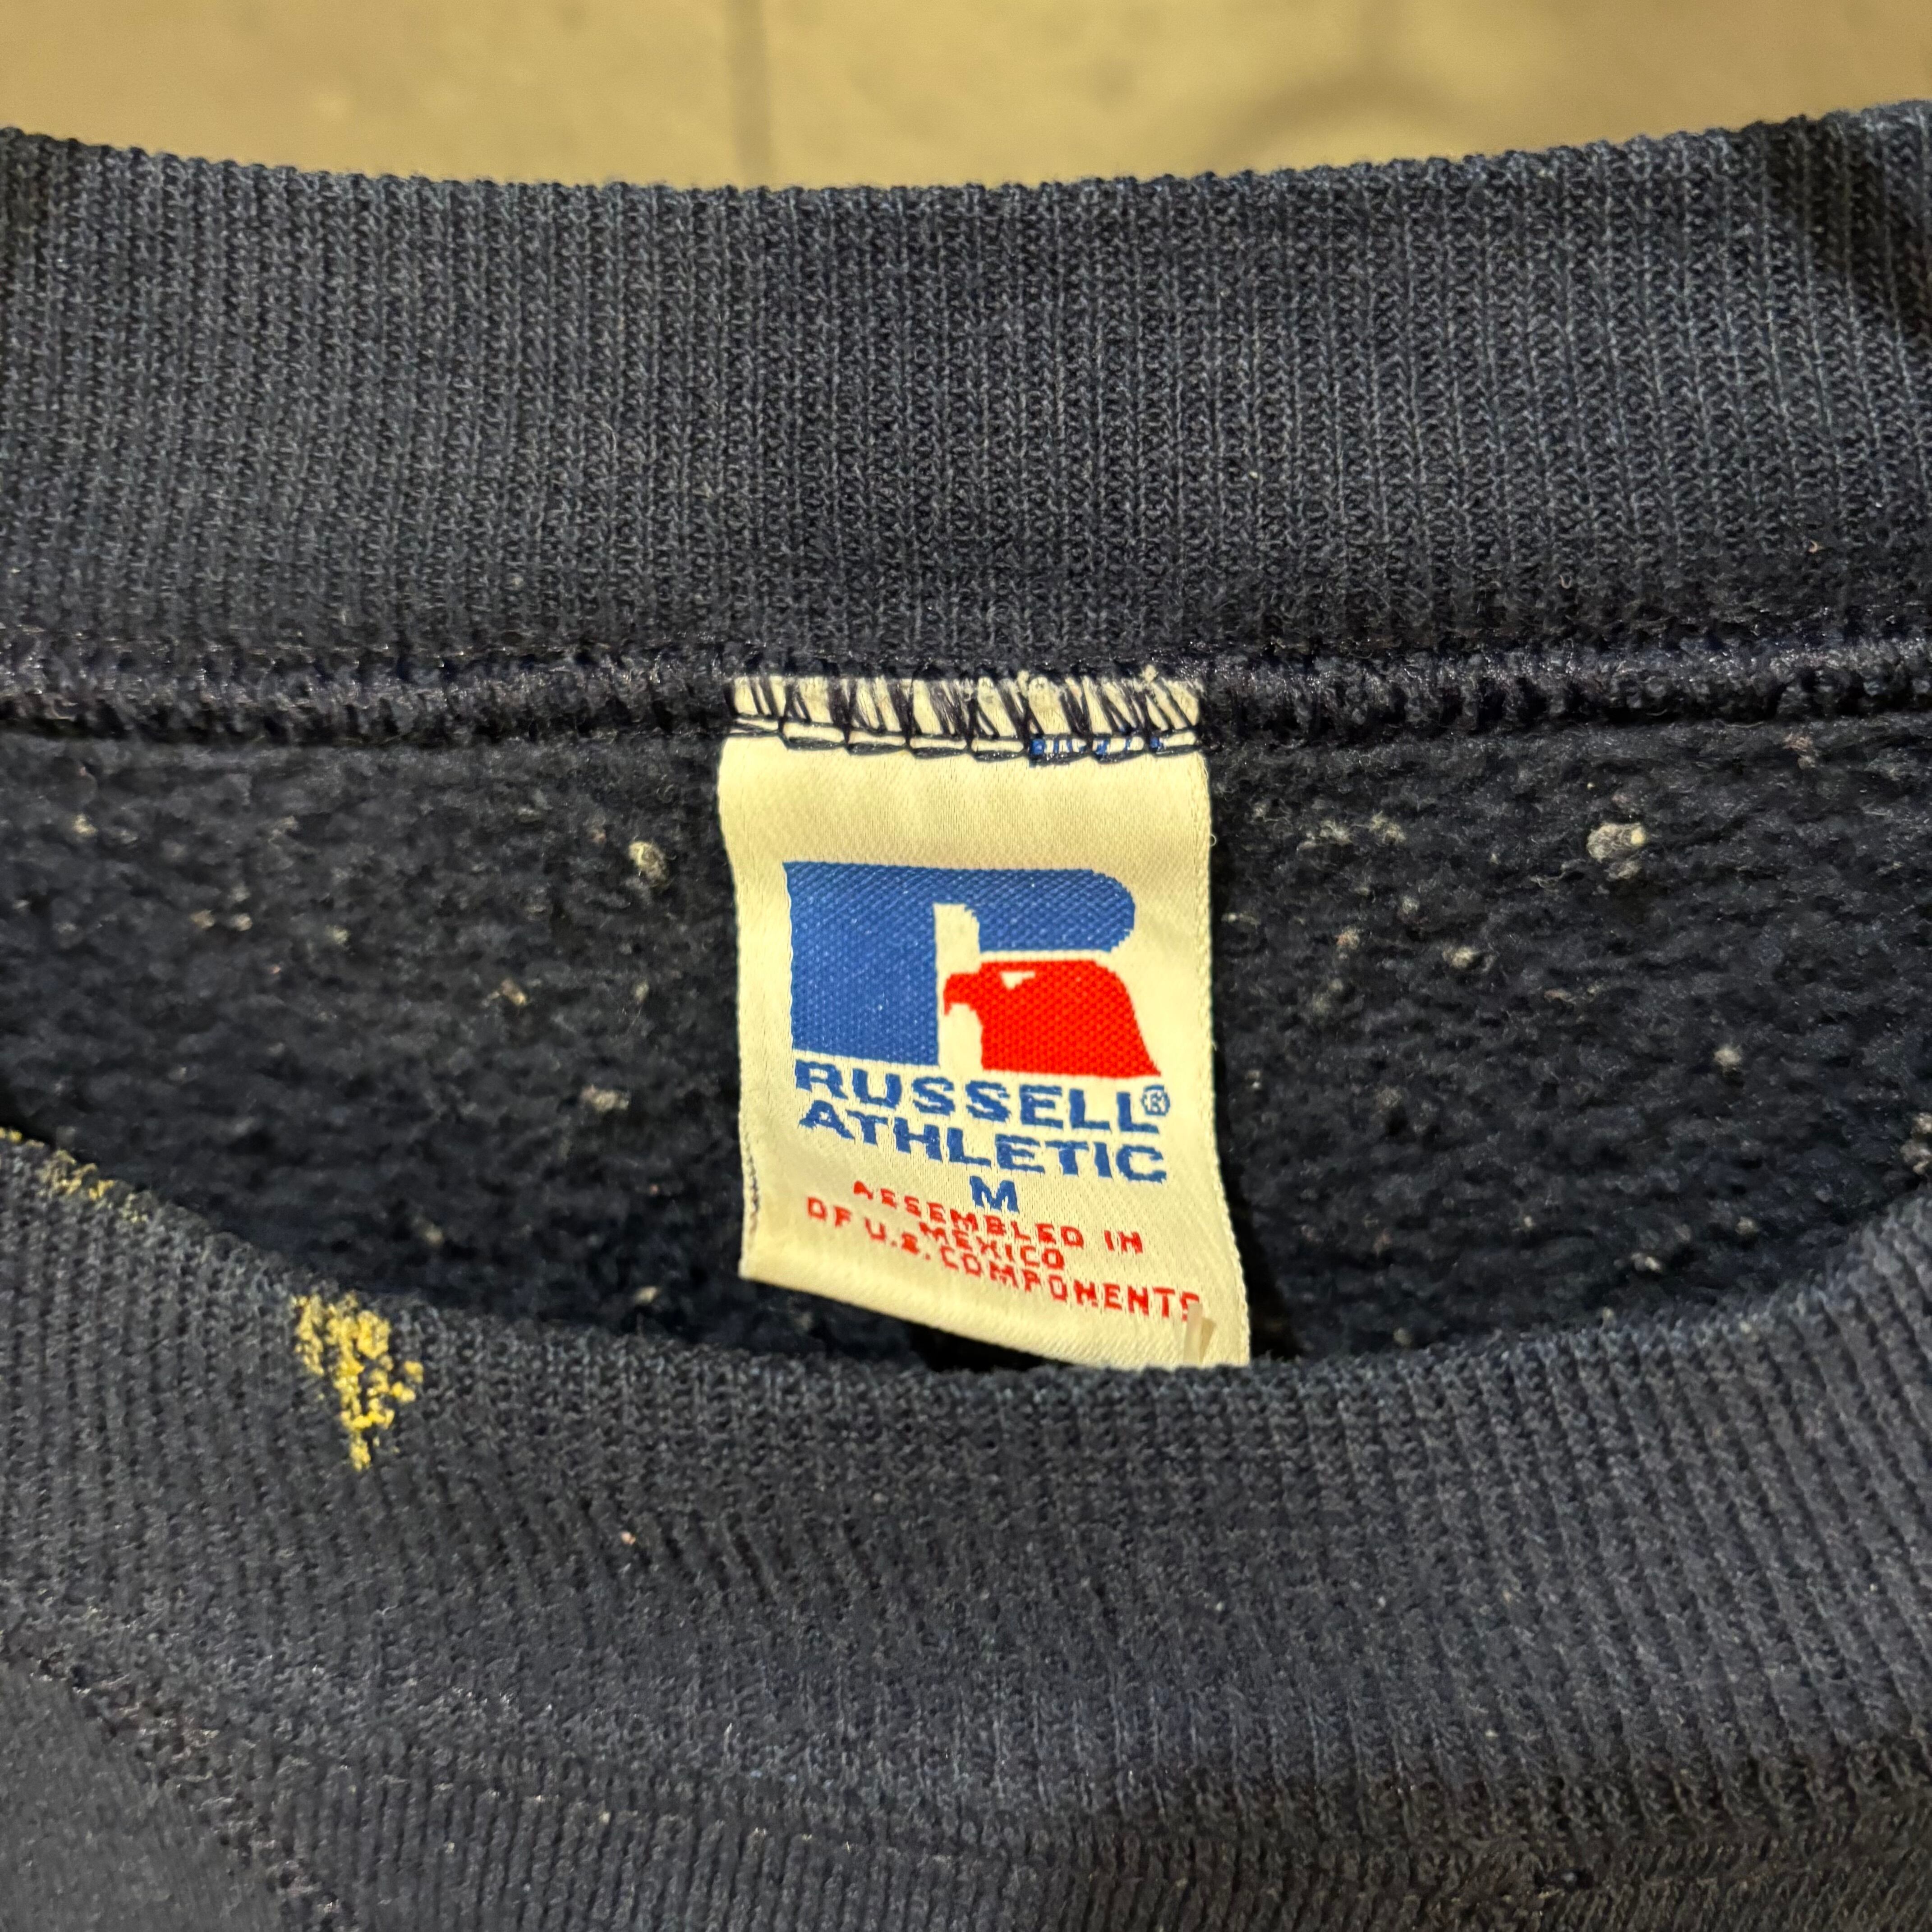 RUSSELL®
ATHLETIC
M
ASSEMBLED IN
MEXICO
OF U.S. COMPONENTS